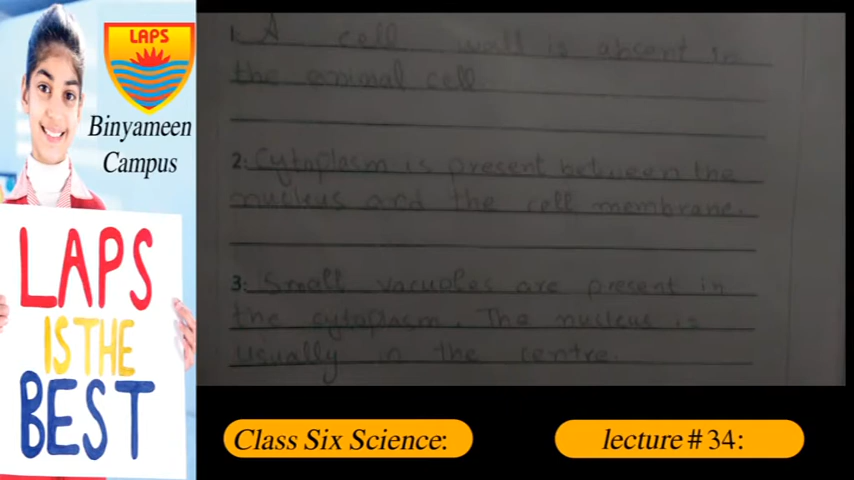 LAPS
Binyameen
Campus
LAPS
IS THE
BEST
1. A cell wall is absent in
the animal cell.
2. Cytoplasm is present between the
nucleus and the cell membrane.
3: Small vacuoles are present in
the cytoplasm. The nucleus is
usually in the centre.
Class Six Science:
lecture # 34: